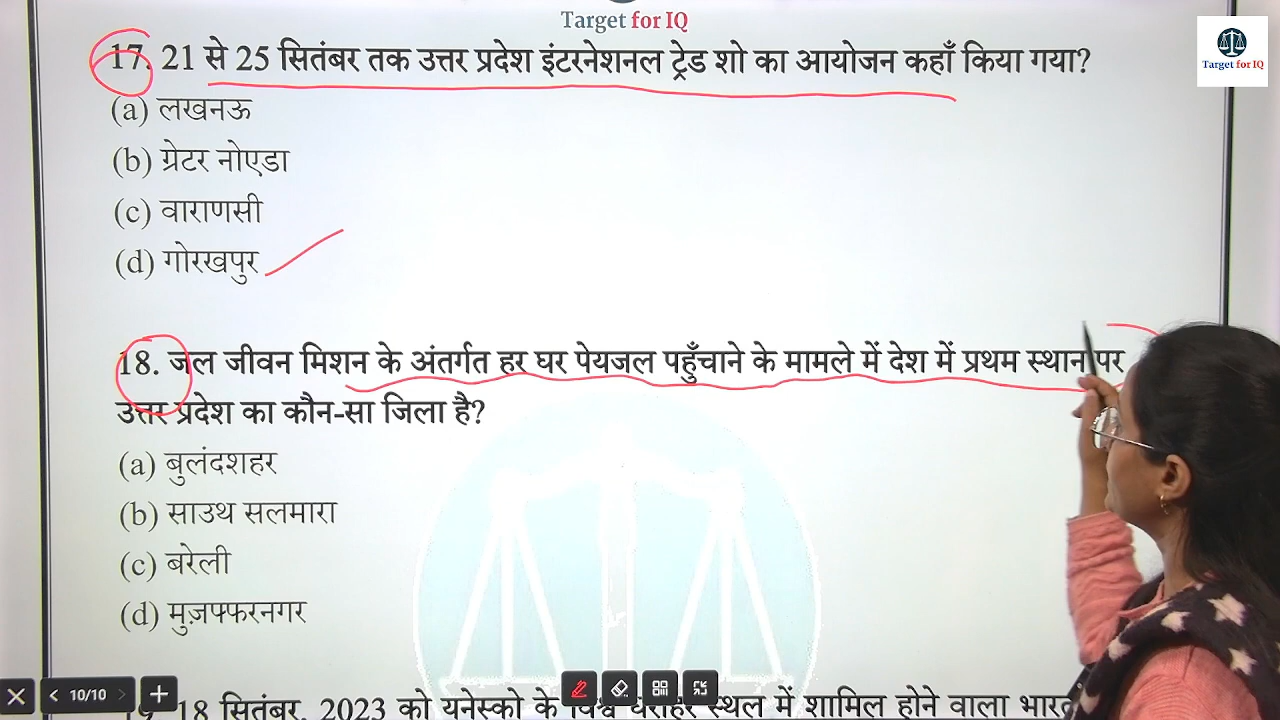 Target for IQ
Target for IQ
17. 21 से 25 सितंबर तक उत्तर प्रदेश इंटरनेशनल ट्रेड शो का आयोजन कहाँ किया गया?
(a) लखनऊ
(b) ग्रेटर नोएडा
(c) वाराणसी
(d) गोरखपुर
18. जल जीवन मिशन के अंतर्गत हर घर पेयजल पहुँचाने के मामले में देश में प्रथम स्थान पर
उत्तर प्रदेश का कौन-सा जिला है?
(a) बुलंदशहर
(b) साउथ सलमारा
(c) बरेली
(d) मुज़फ्फरनगर
19 18 सितंबर, 2023 को यूनेस्को के विश्व धरोहर स्थल में शामिल होने वाला
10/10